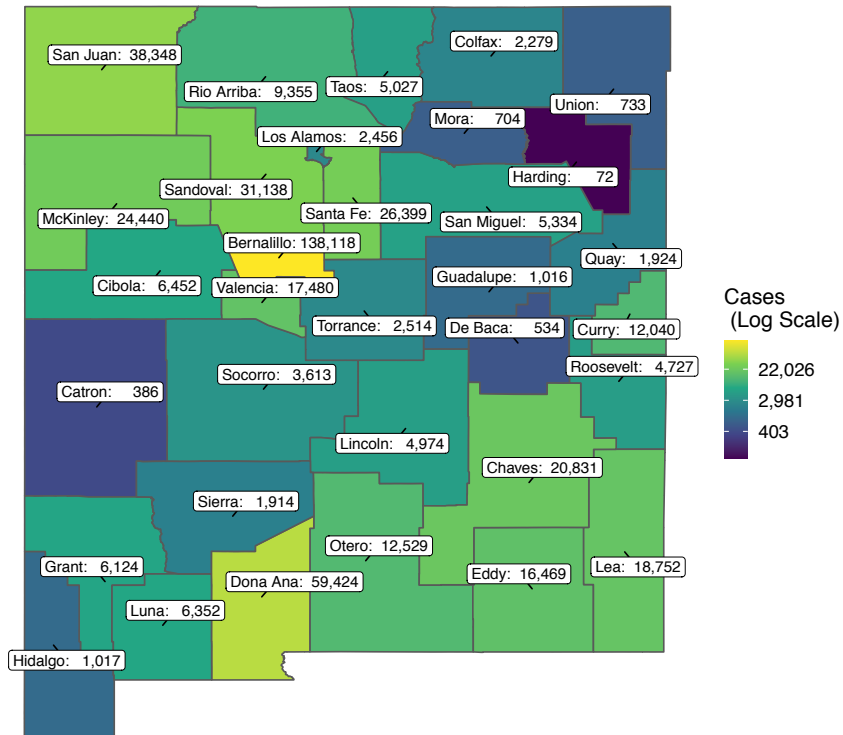 San Juan: 38,348
Colfax: 2,279
Rio Arriba: 9,355
Taos: 5,027
Union: 733
Mora: 704
Los Alamos: 2,456
Harding: 72
Sandoval: 31,138
McKinley: 24,440
Santa Fe: 26,399
San Miguel: 5,334
Bernalillo: 138,118
Quay: 1,924
Guadalupe: 1,016
Cibola: 6,452
Valencia: 17,480
Torrance: 2,514
De Baca: 534
Curry: 12,040
Roosevelt: 4,727
Socorro: 3,613
Catron: 386
Lincoln: 4,974
Chaves: 20,831
Sierra: 1,914
Otero: 12,529
Grant: 6,124
Dona Ana: 59,424
Eddy: 16,469
Lea: 18,752
Luna: 6,352
Hidalgo: 1,017
Cases
(Log Scale)
22,026
2,981
403